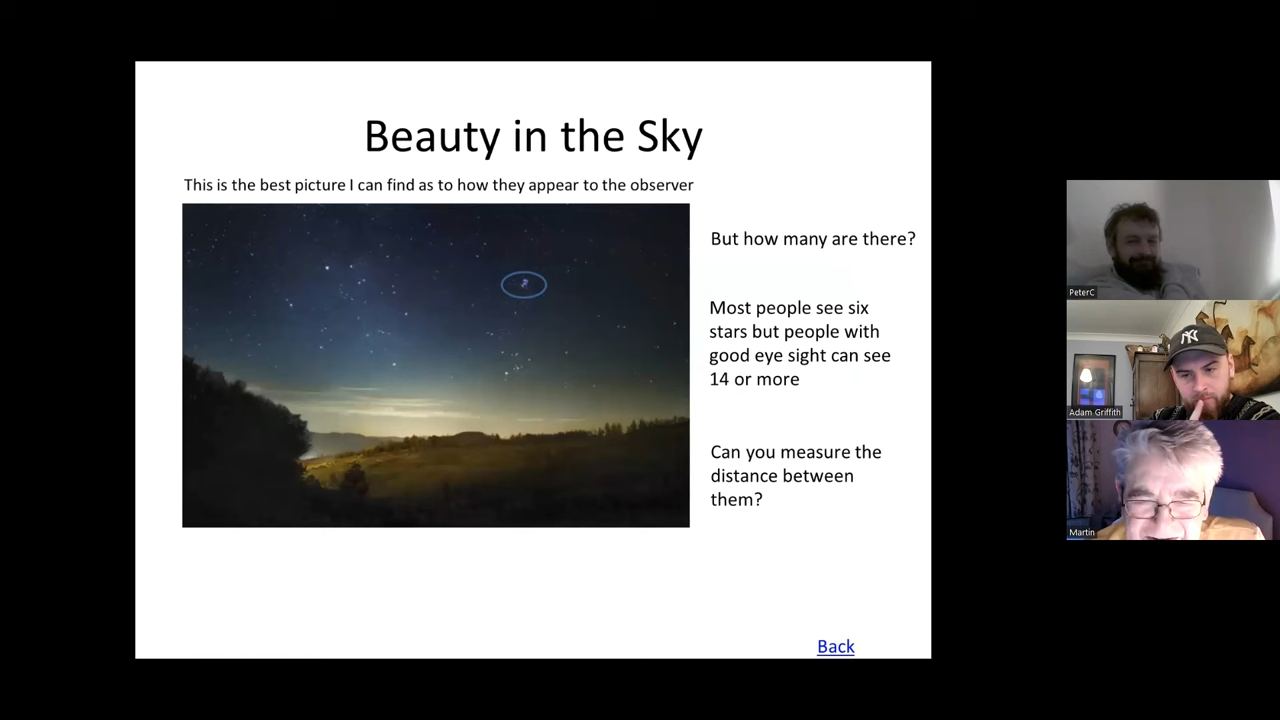 Beauty in the Sky
This is the best picture I can find as to how they appear to the observer
But how many are there?
Most people see six
stars but people with
good eye sight can see
14 or more
Can you measure the
distance between
them?
Back
PeterC
NY
Adam Griffith
Martin